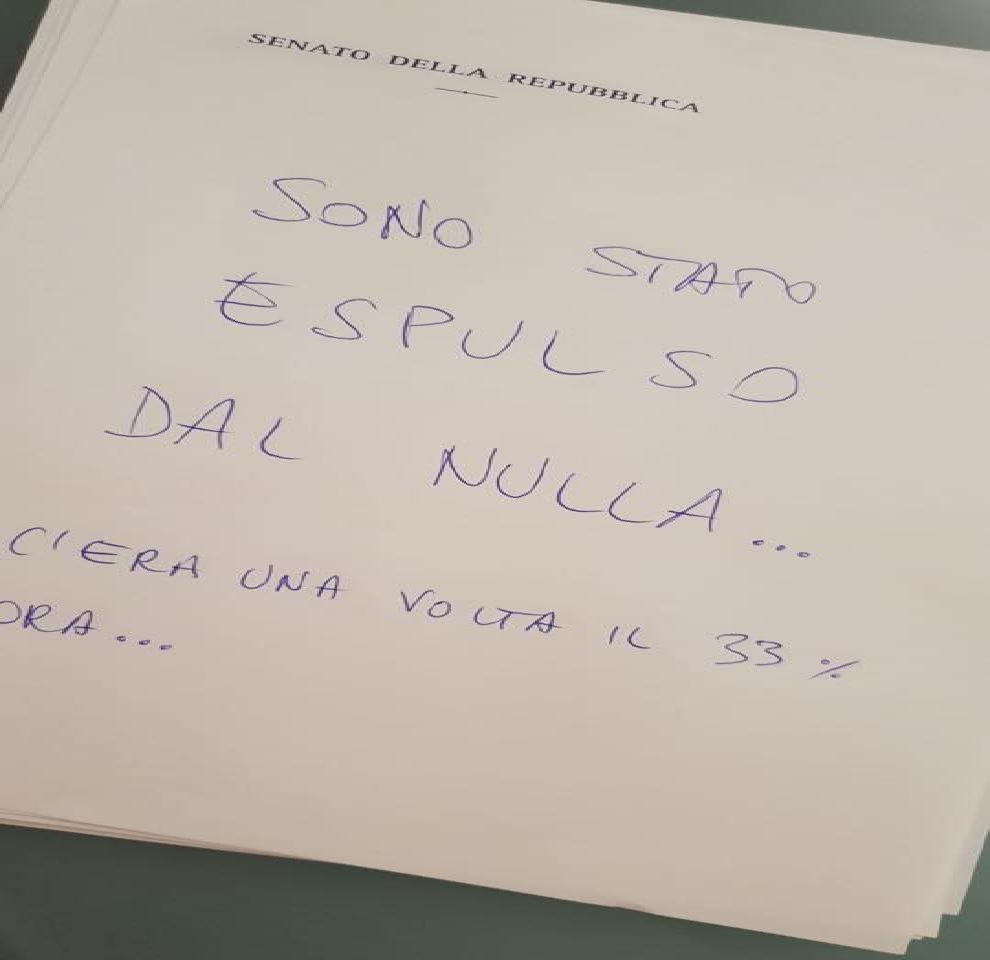 SENATO DELLA REPUBBLICA
SONO STATO
ESPULSO
DAL NULLA...
C'ERA UNA VOLTA IL 33%
ORA...